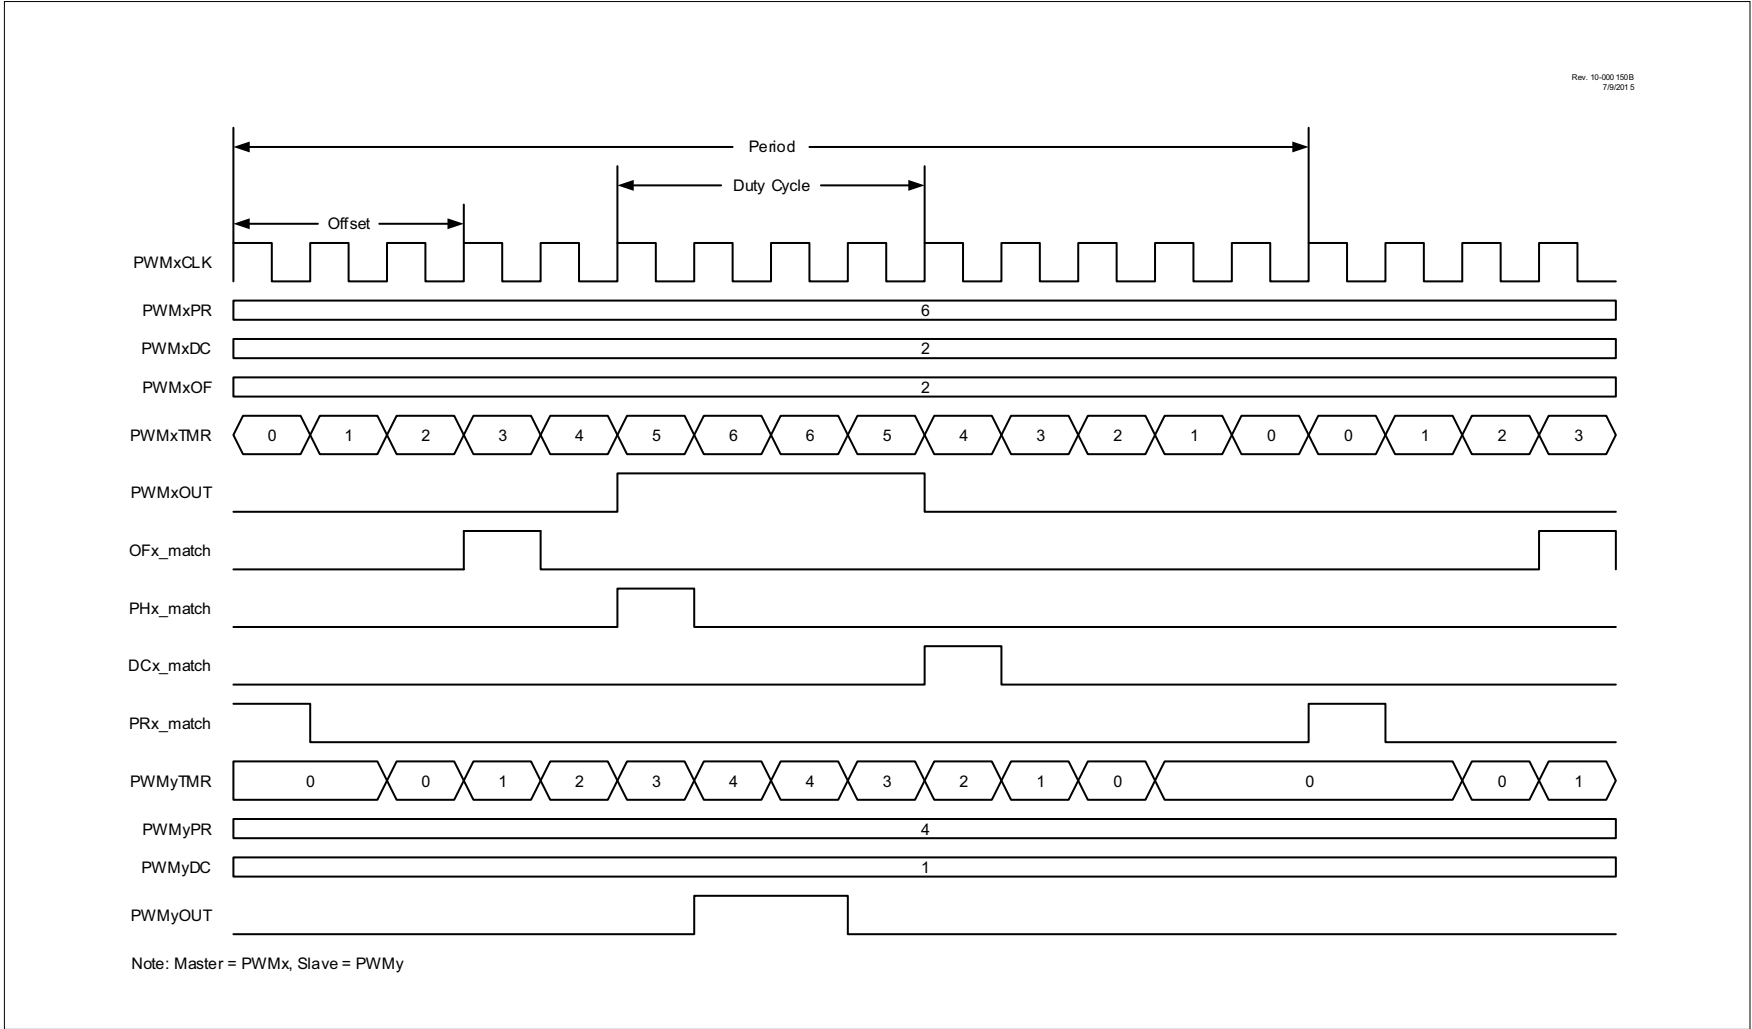 Rev. 10-000 150B
7/9/201 5
Period
Duty Cycle
Offset
PWMxCLK
PWMxPR 6
PWMxDC 2
PWMxOF 2
PWMxTMR 0 1 2 3 4 5 6 6 5 4 3 2 1 0 0 1 2 3
PWMxOUT
OFx_match
PHx_match
DCx_match
PRx_match
PWMyTMR 0 0 1 2 3 4 4 3 2 1 0 0 0 1
PWMyPR 4
PWMyDC 1
PWMyOUT
Note: Master = PWMx, Slave = PWMy